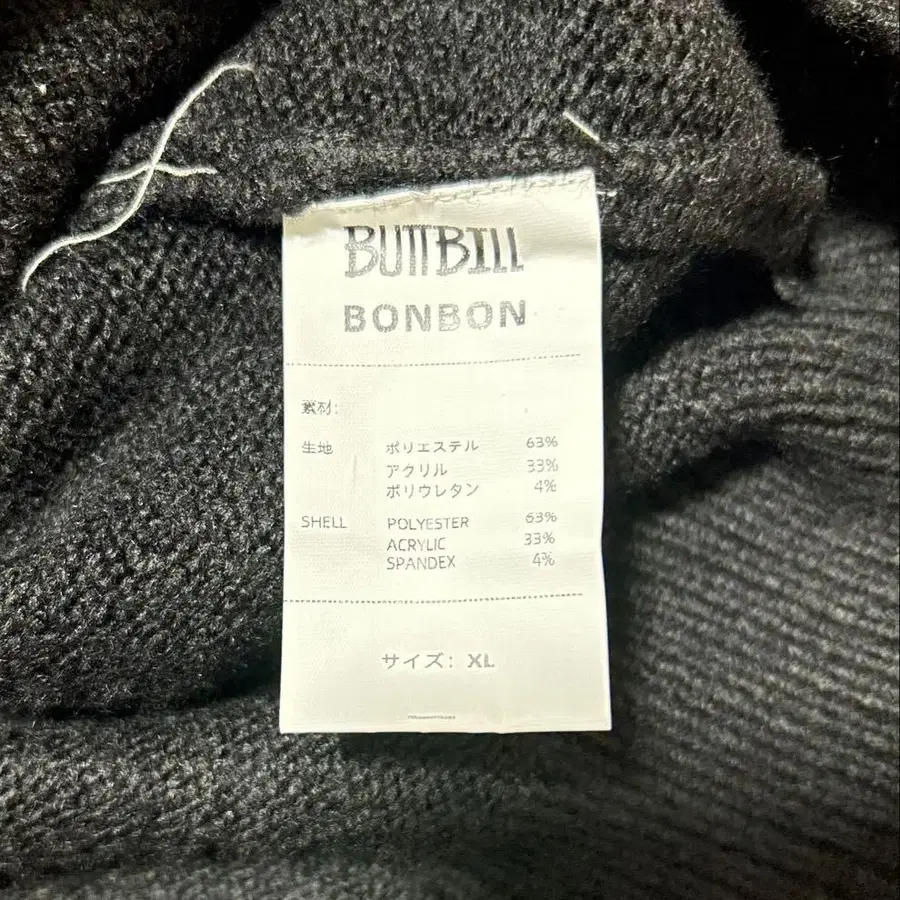 BUTTBILL
BONBON
素材:
生地 ポリエステル 63%
アクリル 33%
ポリウレタン 4%
SHELL POLYESTER 63%
ACRYLIC 33%
SPANDEX 4%
サイズ: XL